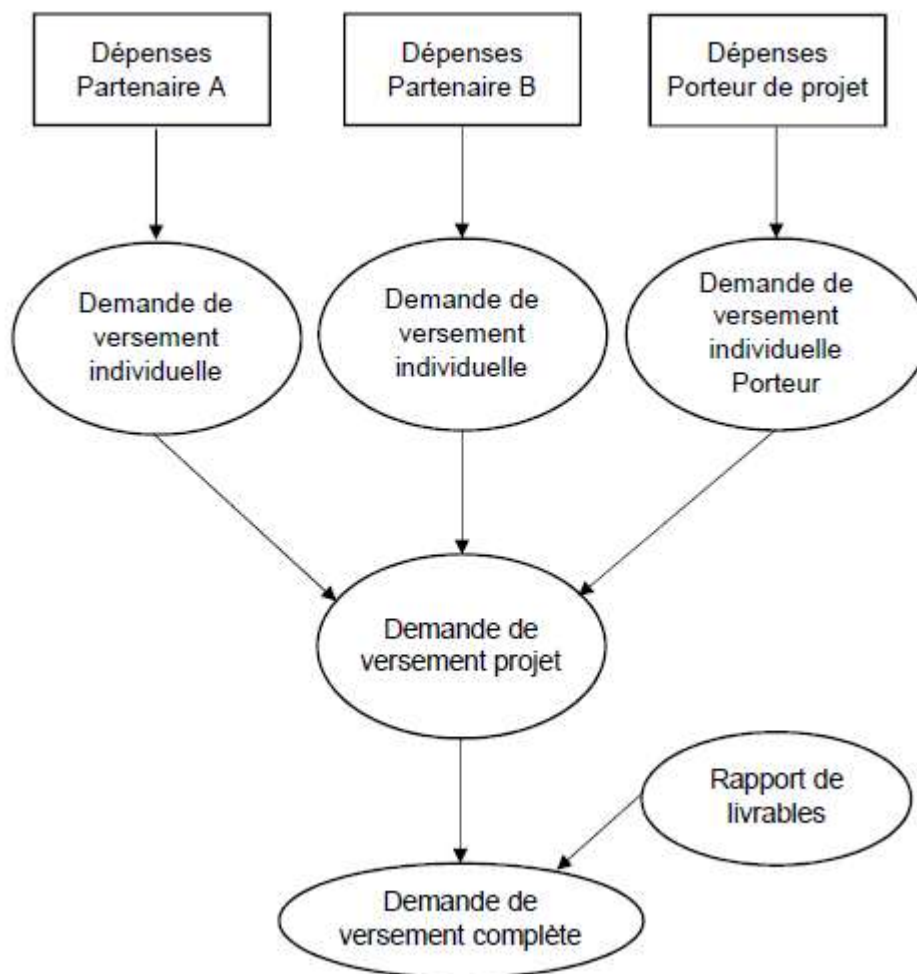 Dépenses
Partenaire A
Dépenses
Partenaire B
Dépenses
Porteur de projet
Demande de
versement
individuelle
Demande de
versement
individuelle
Demande de
versement
individuelle
Porteur
Demande de
versement projet
Rapport de
livrables
Demande de
versement complète